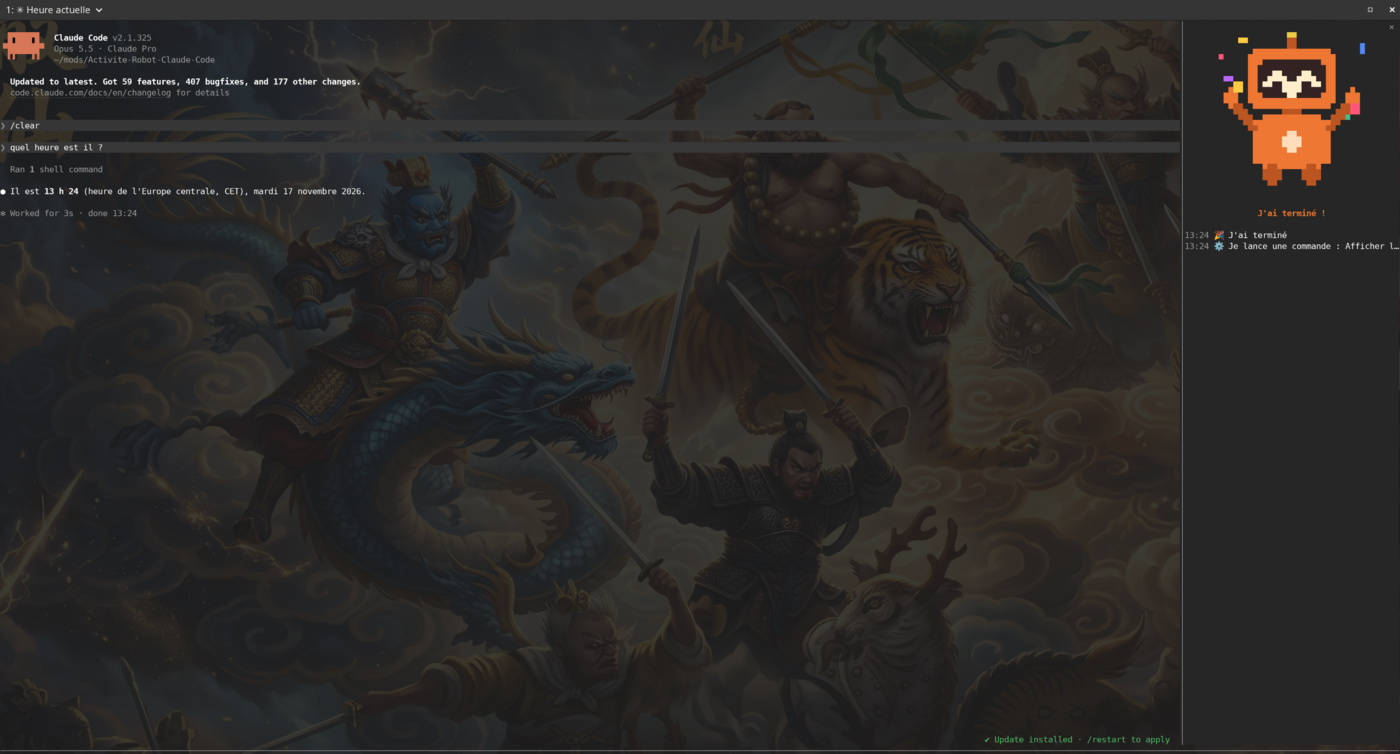 1: ✳ Heure actuelle
Claude Code v2.1.325
Opus 5.5 · Claude Pro
~/mods/Activite-Robot-Claude-Code
Updated to latest. Got 59 features, 407 bugfixes, and 177 other changes.
code.claude.com/docs/en/changelog for details
❯ /clear
❯ quel heure est il ?
Ran 1 shell command
● Il est 13 h 24 (heure de l'Europe centrale, CET), mardi 17 novembre 2026.
✻ Worked for 3s · done 13:24
仙
✔ Update installed · /restart to apply
J'ai terminé !
13:24 🎉 J'ai terminé
13:24 ⚙️ Je lance une commande : Afficher l…